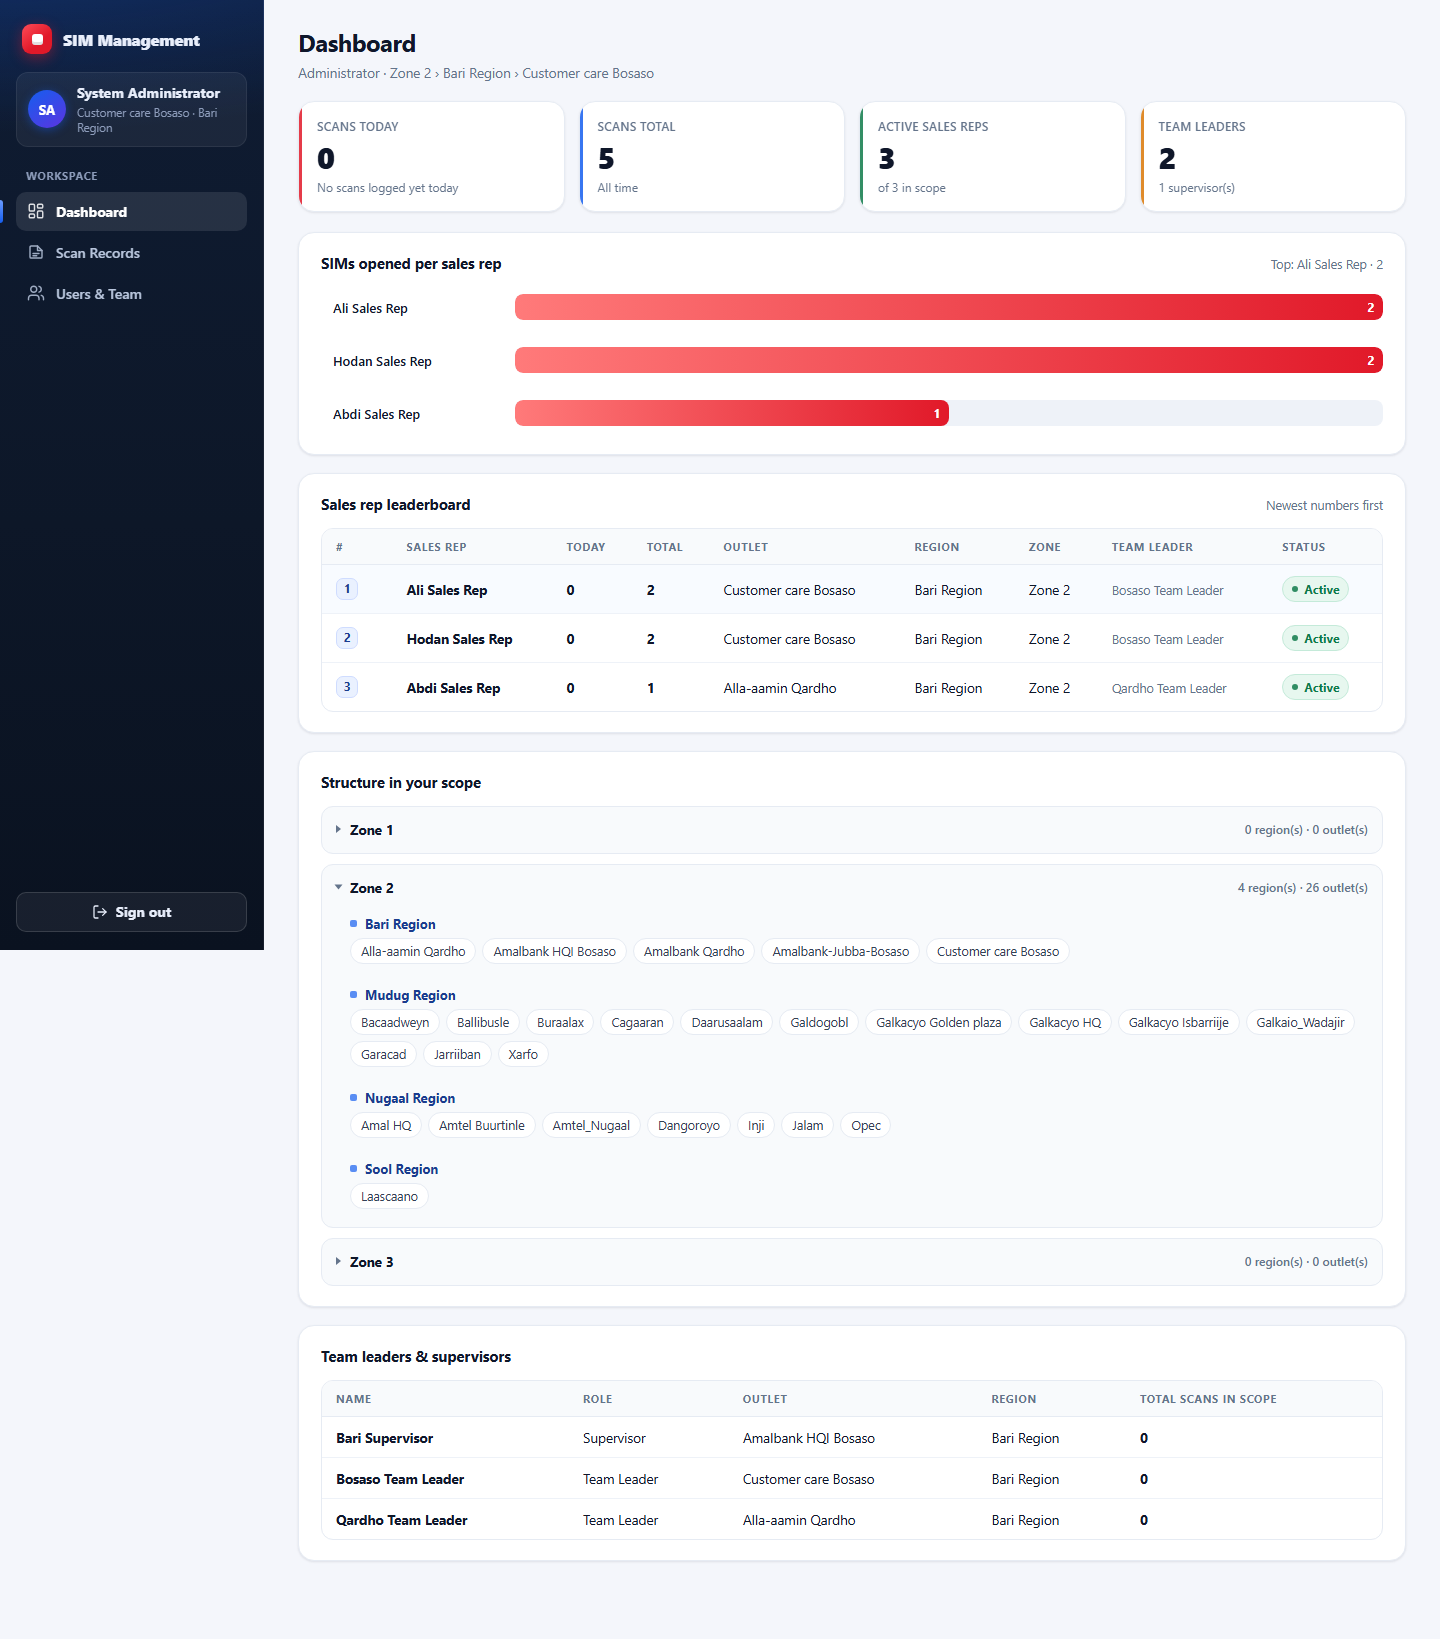 SIM Management
SA
System Administrator
Customer care Bosaso · Bari
Region
WORKSPACE
Dashboard
Scan Records
Users & Team
Sign out
Dashboard
Administrator · Zone 2 › Bari Region › Customer care Bosaso
SCANS TODAY
0
No scans logged yet today
SCANS TOTAL
5
All time
ACTIVE SALES REPS
3
of 3 in scope
TEAM LEADERS
2
1 supervisor(s)
SIMs opened per sales rep
Top: Ali Sales Rep · 2
Ali Sales Rep 2
Hodan Sales Rep 2
Abdi Sales Rep 1
Sales rep leaderboard
Newest numbers first
# SALES REP TODAY TOTAL OUTLET REGION ZONE TEAM LEADER STATUS
1 Ali Sales Rep 0 2 Customer care Bosaso Bari Region Zone 2 Bosaso Team Leader Active
2 Hodan Sales Rep 0 2 Customer care Bosaso Bari Region Zone 2 Bosaso Team Leader Active
3 Abdi Sales Rep 0 1 Alla-aamin Qardho Bari Region Zone 2 Qardho Team Leader Active
Structure in your scope
Zone 1 0 region(s) · 0 outlet(s)
Zone 2 4 region(s) · 26 outlet(s)
Bari Region
Alla-aamin Qardho Amalbank HQI Bosaso Amalbank Qardho Amalbank-Jubba-Bosaso Customer care Bosaso
Mudug Region
Bacaadweyn Ballibusle Buraalax Cagaaran Daarusaalam Galdogobl Galkacyo Golden plaza Galkacyo HQ Galkacyo Isbarriije Galkaio_Wadajir
Garacad Jarriiban Xarfo
Nugaal Region
Amal HQ Amtel Buurtinle Amtel_Nugaal Dangoroyo Inji Jalam Opec
Sool Region
Laascaano
Zone 3 0 region(s) · 0 outlet(s)
Team leaders & supervisors
NAME ROLE OUTLET REGION TOTAL SCANS IN SCOPE
Bari Supervisor Supervisor Amalbank HQI Bosaso Bari Region 0
Bosaso Team Leader Team Leader Customer care Bosaso Bari Region 0
Qardho Team Leader Team Leader Alla-aamin Qardho Bari Region 0